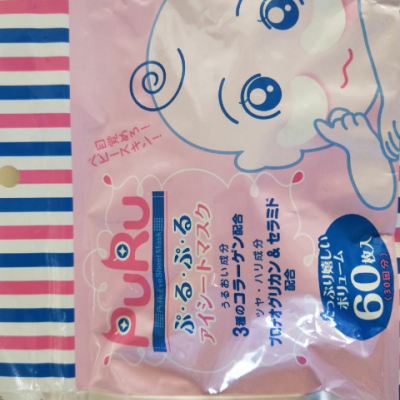 目覚めろ!
ベビースキン!
PURU
PuRu Eye Sheet Mask
ぷ・る・ぷ・る
アイシートマスク
うるおい成分
3種のコラーゲン配合
ツヤ・ハリ成分
プロテオグリカン&セラミド
配合
たっぷり嬉しい
ボリューム
60枚入
(30回分)